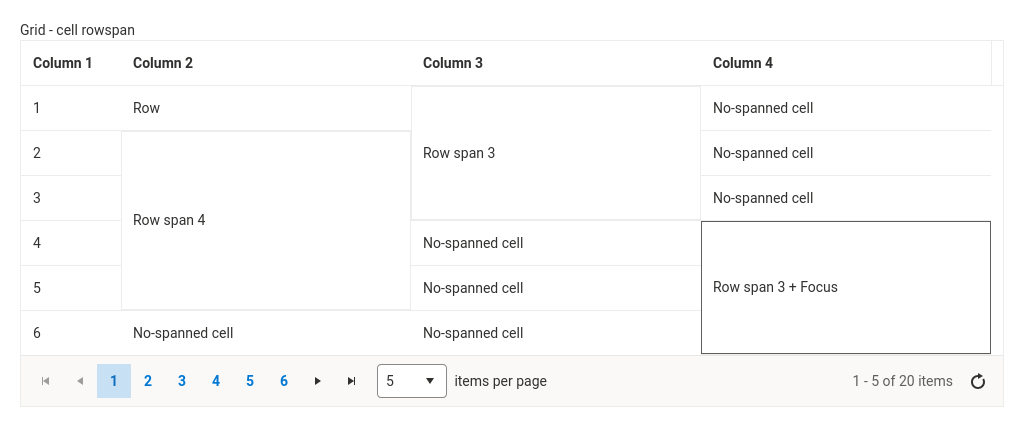 Grid - cell rowspan
Column 1 Column 2 Column 3 Column 4
1 Row No-spanned cell
2 Row span 3 No-spanned cell
3 No-spanned cell
Row span 4
4 No-spanned cell
5 No-spanned cell Row span 3 + Focus
6 No-spanned cell No-spanned cell
1 2 3 4 5 6 5 items per page 1 - 5 of 20 items